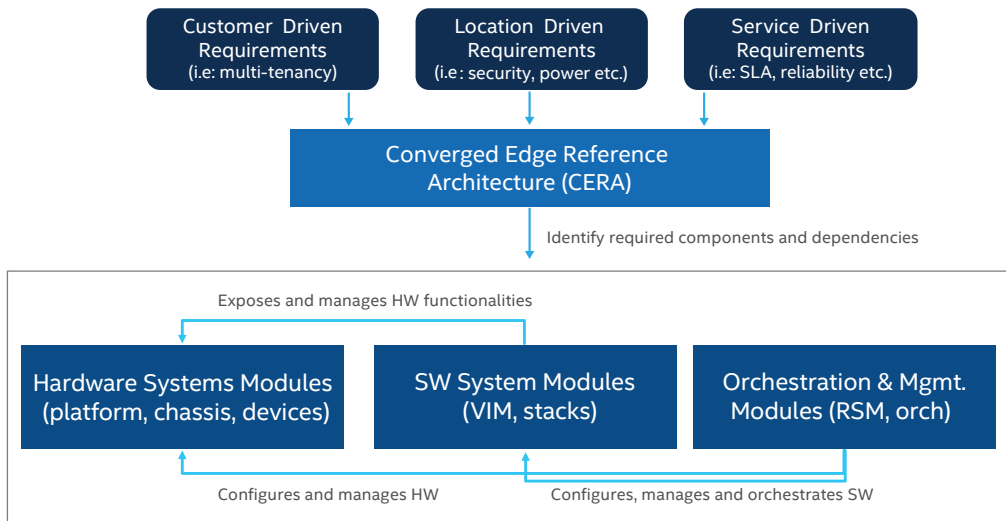 Customer Driven
Requirements
(i.e: multi-tenancy)
Location Driven
Requirements
(i.e: security, power etc.)
Service Driven
Requirements
(i.e: SLA, reliability etc.)
Converged Edge Reference
Architecture (CERA)
Identify required components and dependencies
Exposes and manages HW functionalities
Hardware Systems Modules
(platform, chassis, devices)
SW System Modules
(VIM, stacks)
Orchestration & Mgmt.
Modules (RSM, orch)
Configures and manages HW
Configures, manages and orchestrates SW